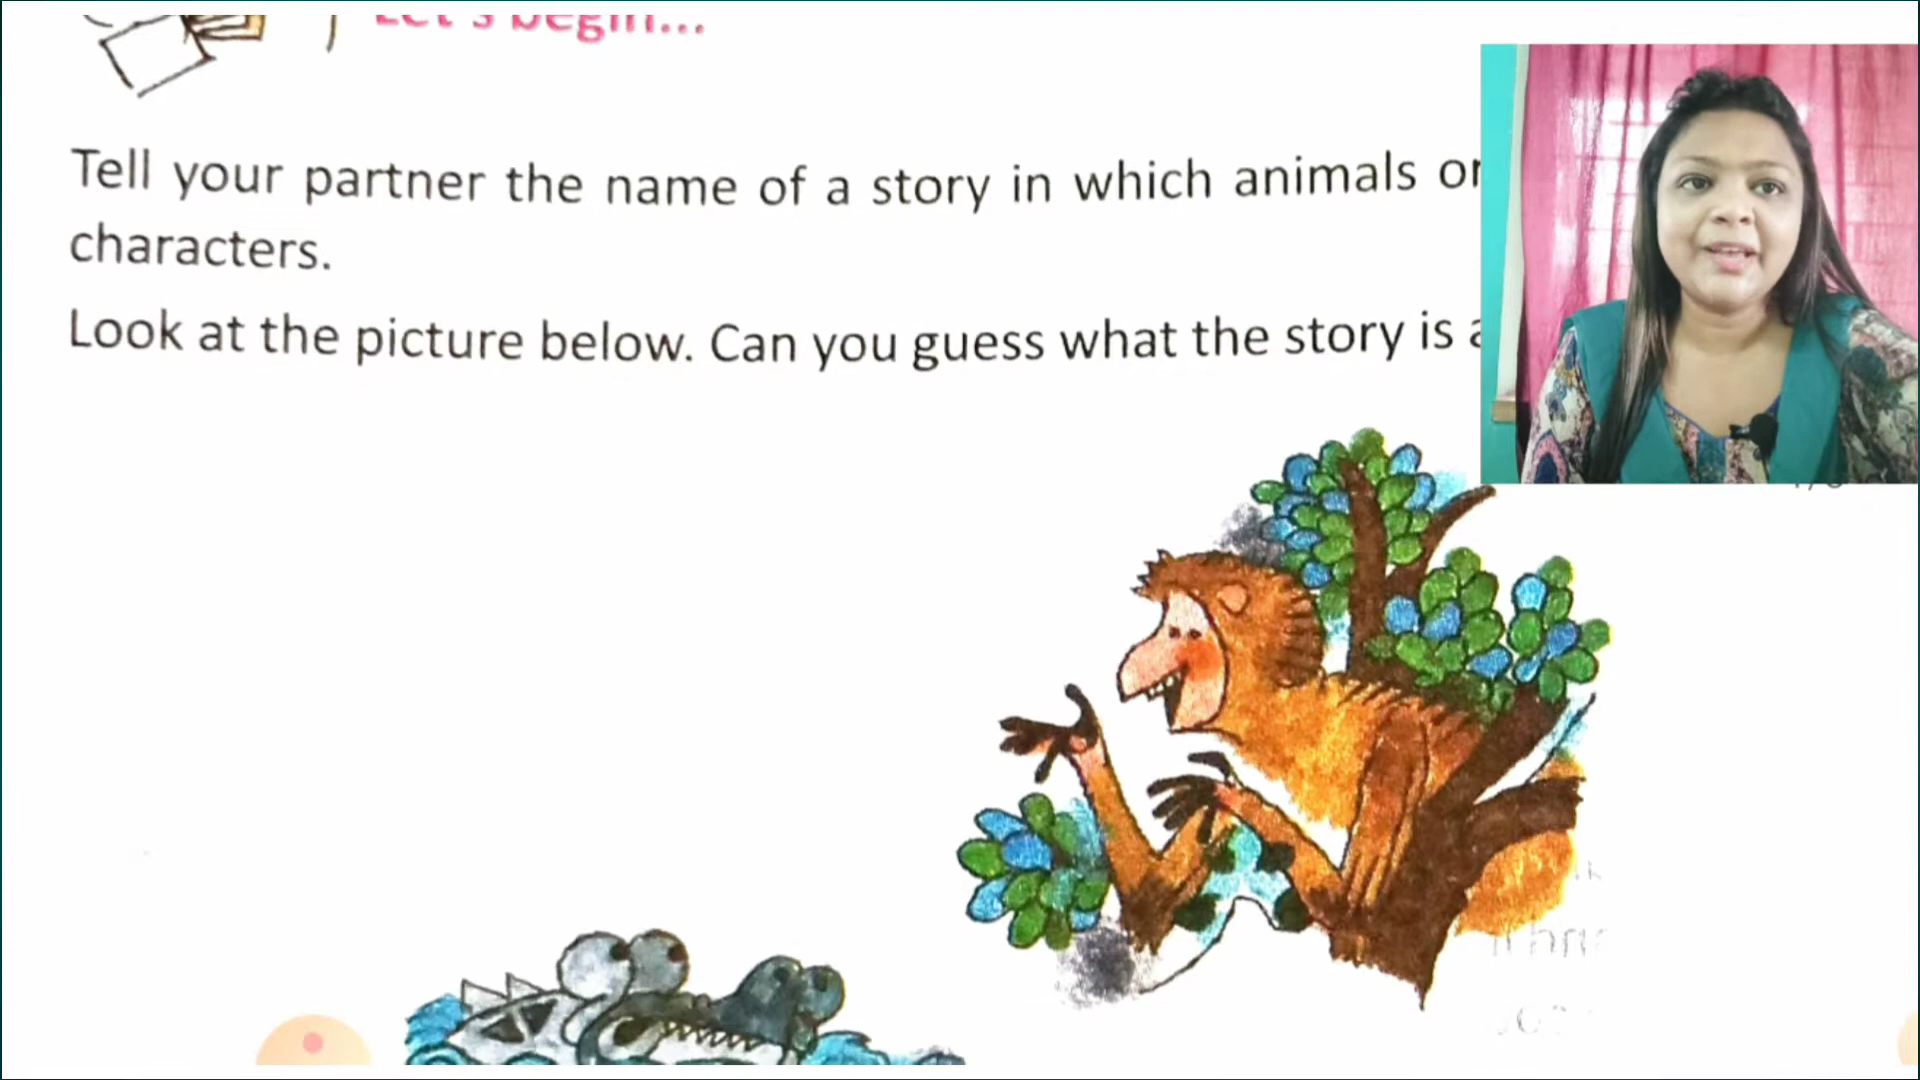 Let's begin...
Tell your partner the name of a story in which animals or
characters.
Look at the picture below. Can you guess what the story is